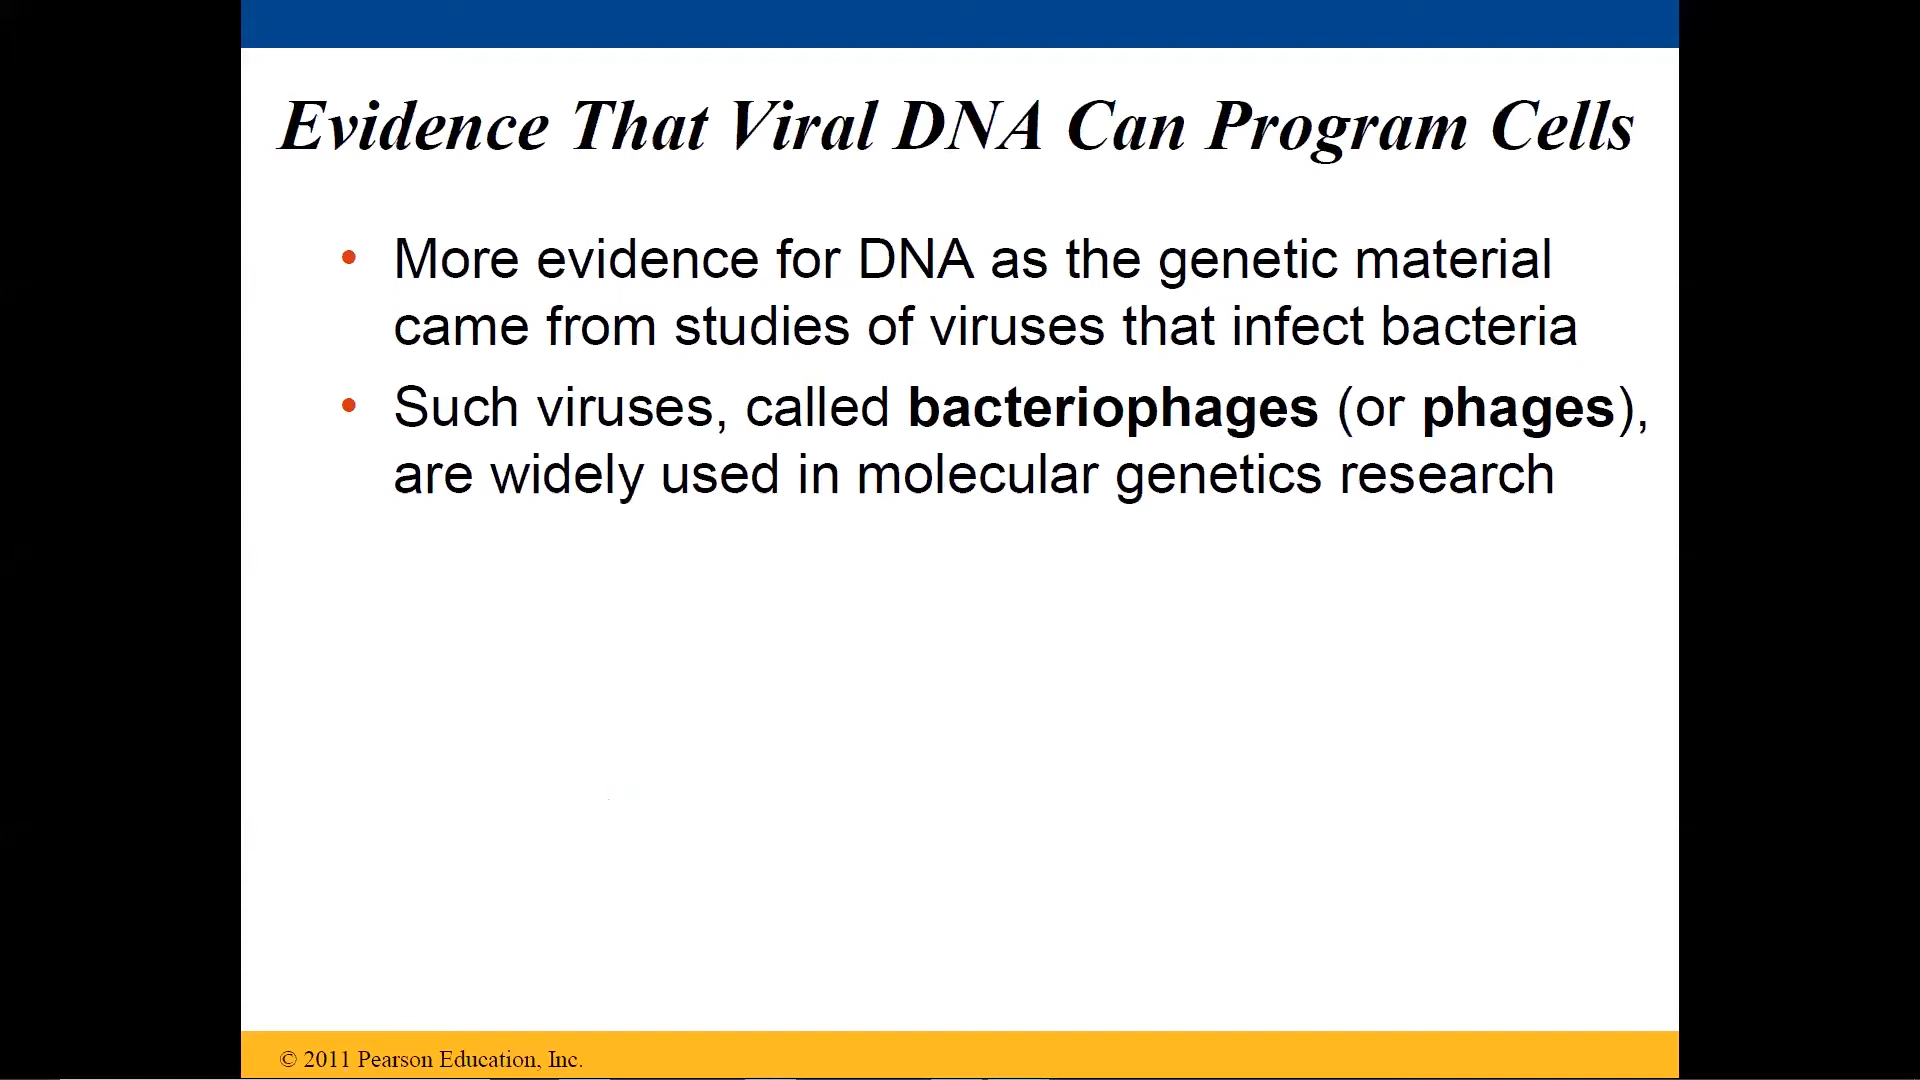 Evidence That Viral DNA Can Program Cells
• More evidence for DNA as the genetic material
came from studies of viruses that infect bacteria
• Such viruses, called bacteriophages (or phages),
are widely used in molecular genetics research
© 2011 Pearson Education, Inc.